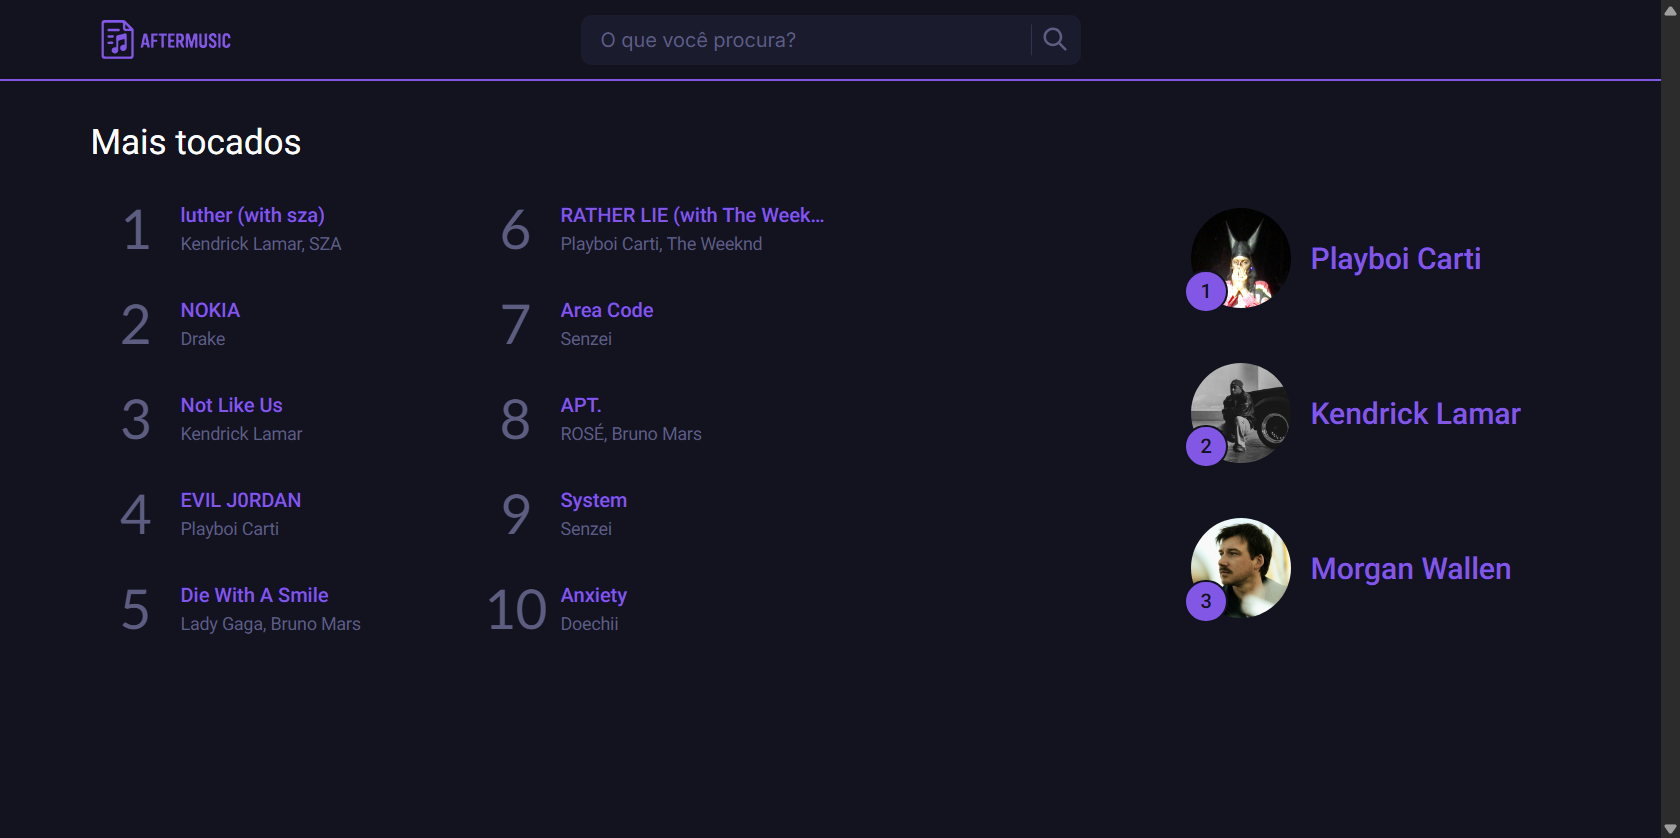 AFTERMUSIC
O que você procura?
Mais tocados
1
luther (with sza)
Kendrick Lamar, SZA
2
NOKIA
Drake
3
Not Like Us
Kendrick Lamar
4
EVIL J0RDAN
Playboi Carti
5
Die With A Smile
Lady Gaga, Bruno Mars
6
RATHER LIE (with The Week...
Playboi Carti, The Weeknd
7
Area Code
Senzei
8
APT.
ROSÉ, Bruno Mars
9
System
Senzei
10
Anxiety
Doechii
1
Playboi Carti
2
Kendrick Lamar
3
Morgan Wallen